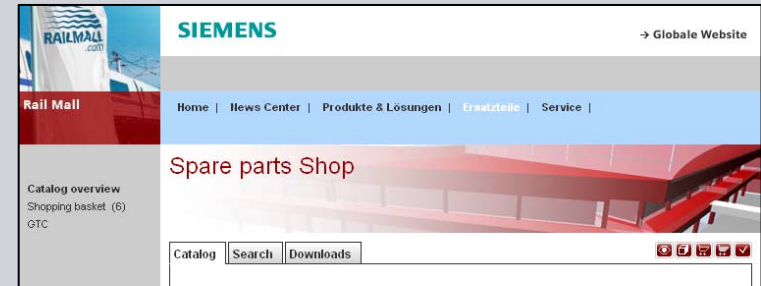 RAILMALL
.com
SIEMENS
→ Globale Website
Rail Mall
Home | News Center | Produkte & Lösungen | Ersatzteile | Service |
Spare parts Shop
Catalog overview
Shopping basket (6)
GTC
Catalog Search Downloads